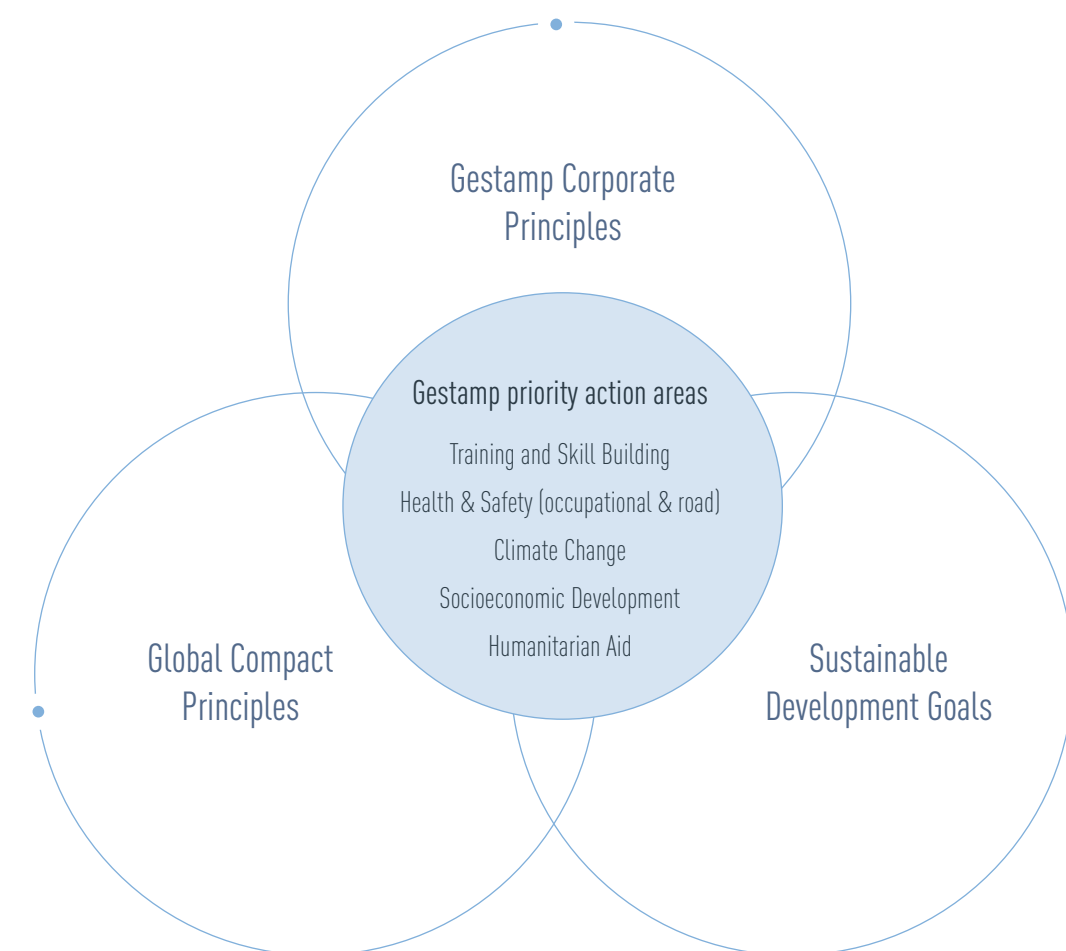 Gestamp Corporate
Principles
Gestamp priority action areas
Training and Skill Building
Health & Safety (occupational & road)
Climate Change
Socioeconomic Development
Humanitarian Aid
Global Compact
Principles
Sustainable
Development Goals